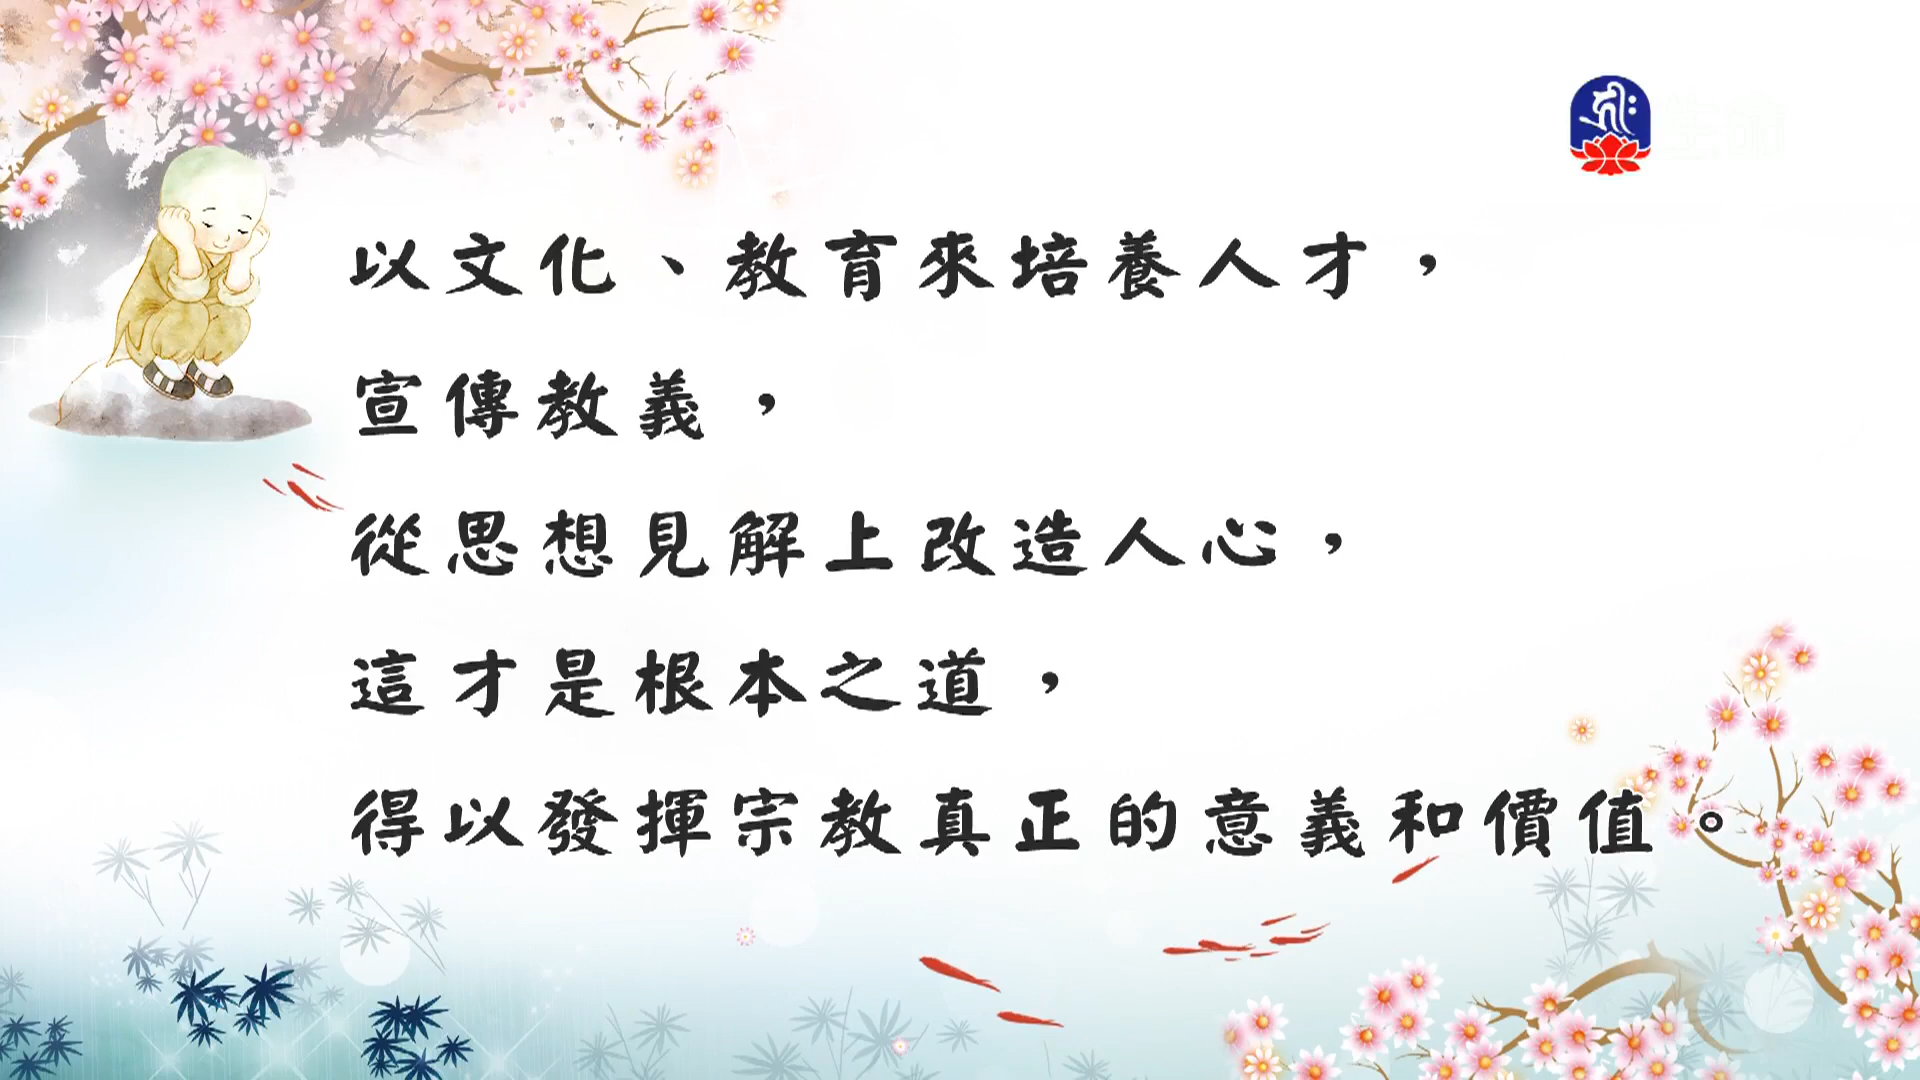 以文化、教育來培養人才，
宣傳教義，
從思想見解上改造人心，
這才是根本之道，
得以發揮宗教真正的意義和價值。